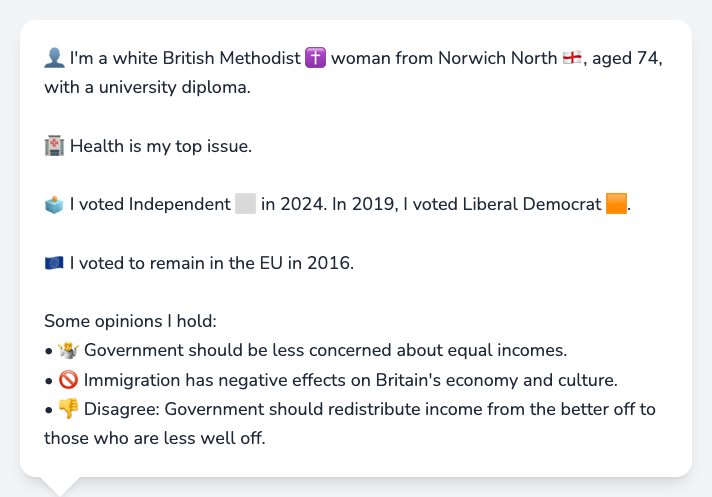 👤 I'm a white British Methodist ✝️ woman from Norwich North 🏴󠁧󠁢󠁥󠁮󠁧󠁿, aged 74,
with a university diploma.
🏥 Health is my top issue.
🗳️ I voted Independent ⬜ in 2024. In 2019, I voted Liberal Democrat 🟧.
🇪🇺 I voted to remain in the EU in 2016.
Some opinions I hold:
• 🤷 Government should be less concerned about equal incomes.
• 🚫 Immigration has negative effects on Britain's economy and culture.
• 👎 Disagree: Government should redistribute income from the better off to
those who are less well off.